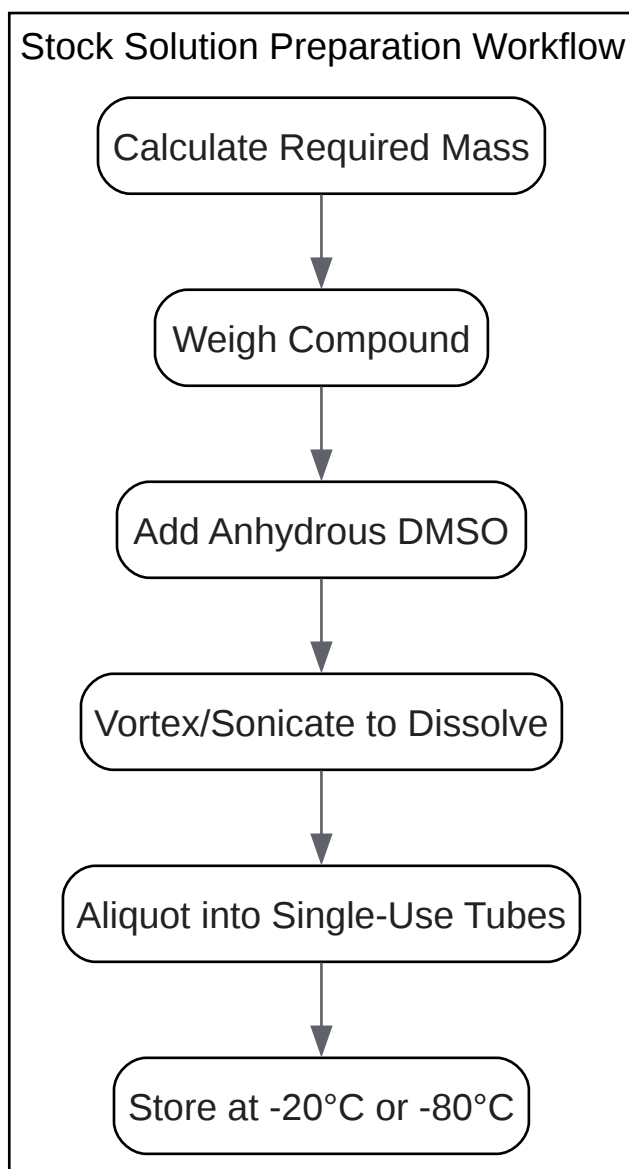 Stock Solution Preparation Workflow
Calculate Required Mass
Weigh Compound
Add Anhydrous DMSO
Vortex/Sonicate to Dissolve
Aliquot into Single-Use Tubes
Store at -20°C or -80°C